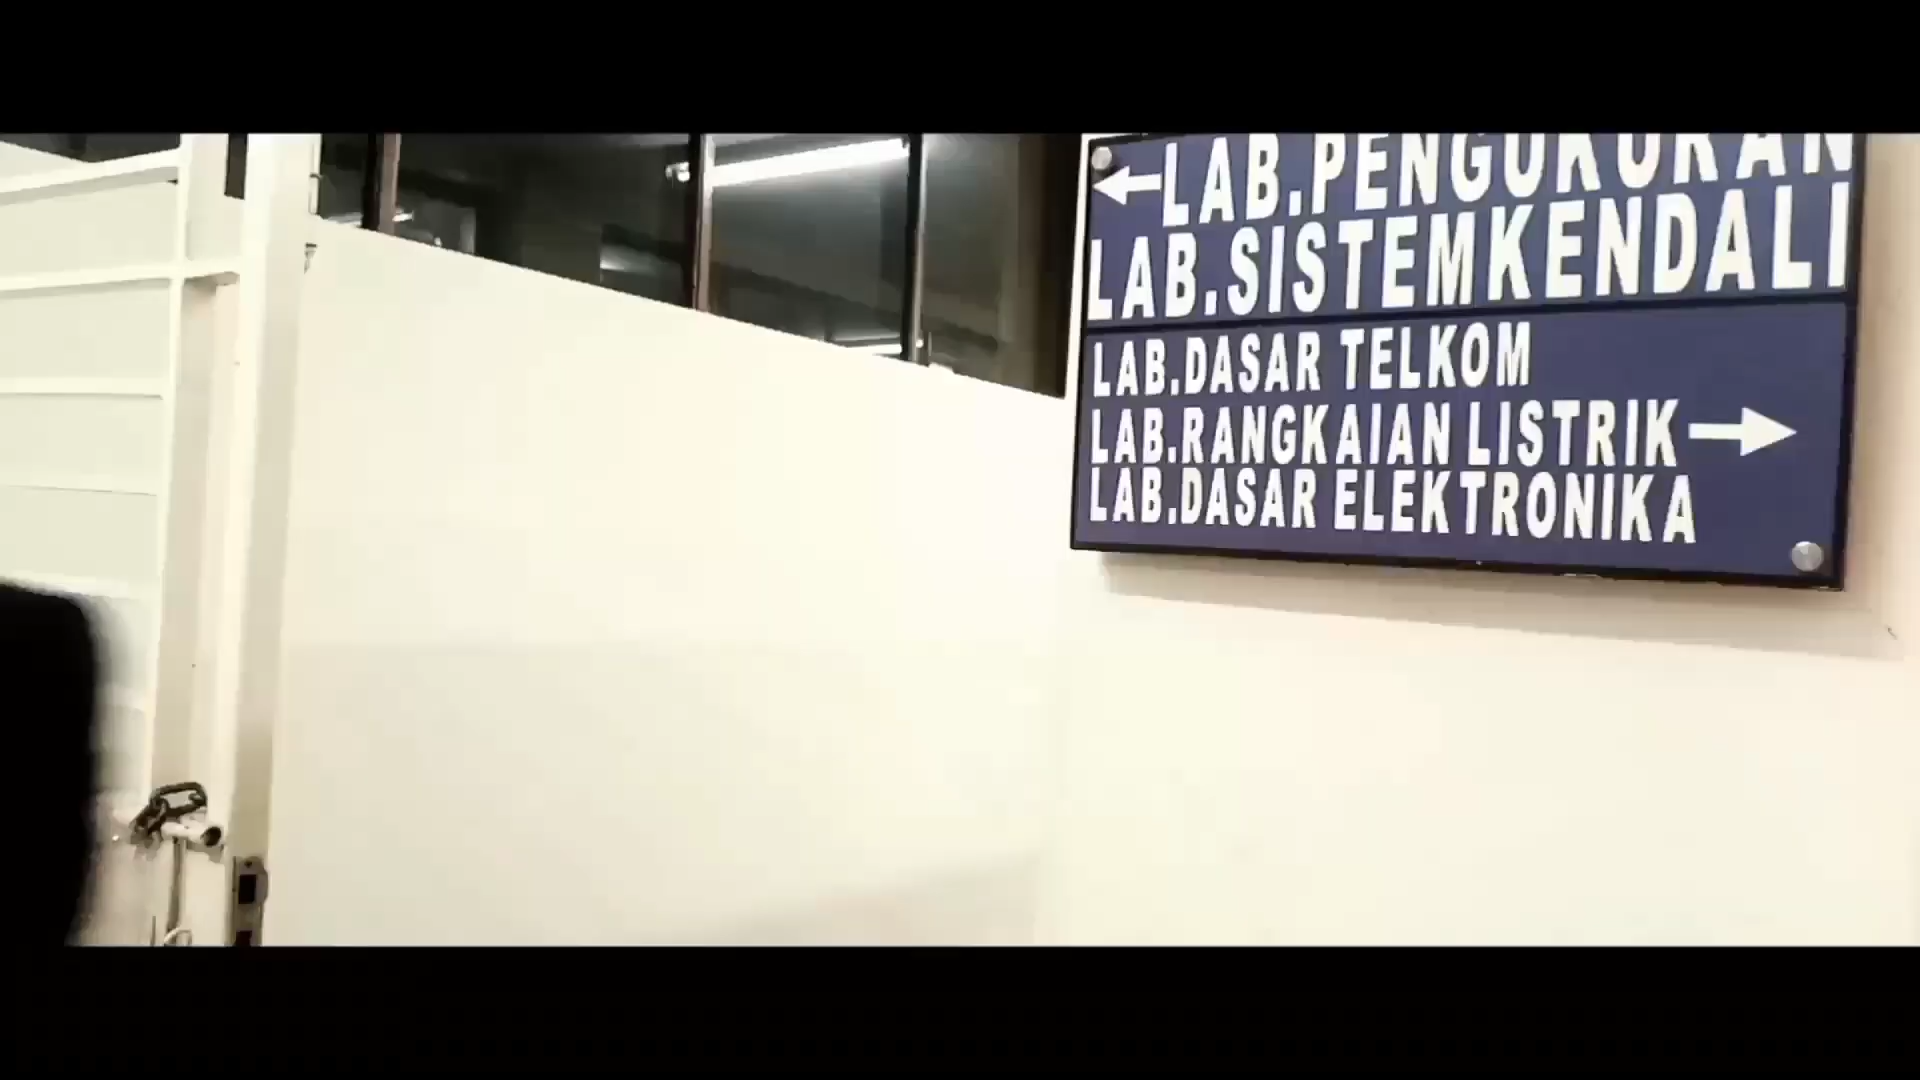 LAB.PENGUKURAN
LAB.SISTEMKENDALI
LAB.DASAR TELKOM
LAB.RANGKAIAN LISTRIK
LAB.DASAR ELEKTRONIKA